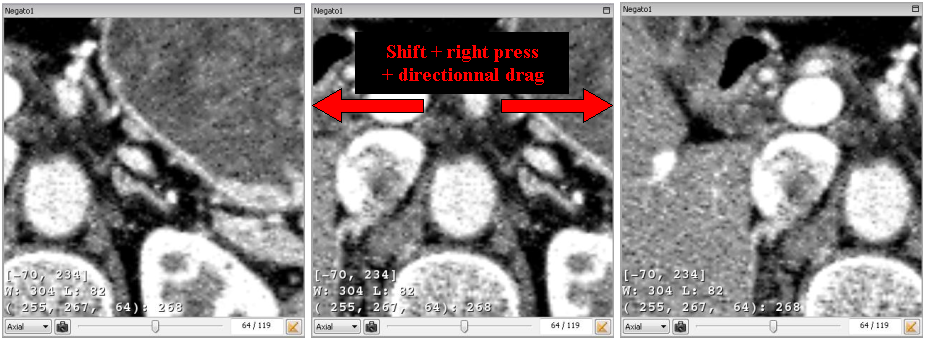 Negato1
[-70, 234]
W: 304 L: 82
( 255, 267, 64): 268
Axial
64 / 119
Negato1
Shift + right press
+ directionnal drag
[-70, 234]
W: 304 L: 82
( 255, 267, 64): 268
Axial
64 / 119
Negato1
[-70, 234]
W: 304 L: 82
( 255, 267, 64): 268
Axial
64 / 119